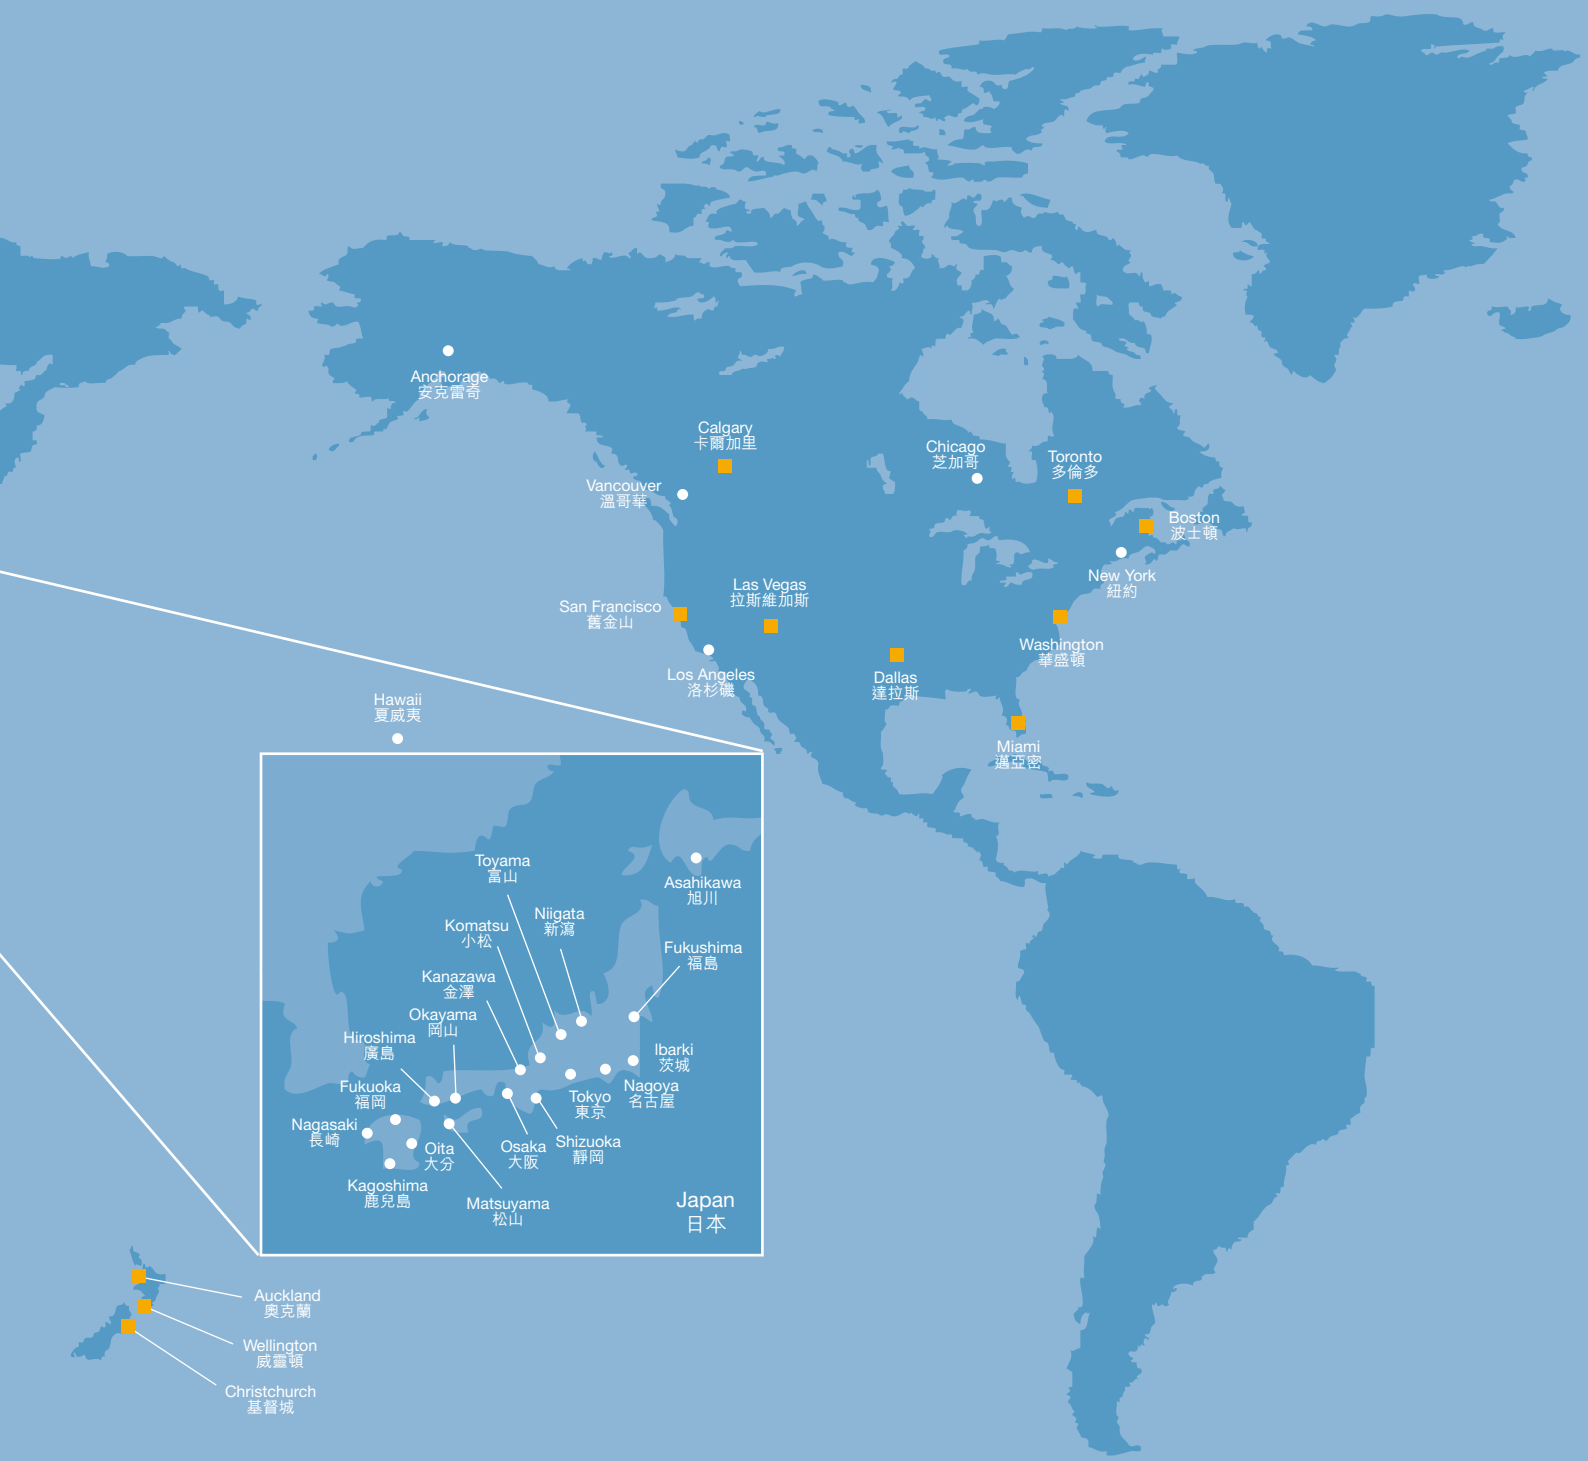 Anchorage
安克雷奇
Calgary
卡爾加里
Chicago
芝加哥
Toronto
多倫多
Vancouver
溫哥華
Boston
波士頓
New York
紐約
Las Vegas
拉斯維加斯
San Francisco
舊金山
Washington
華盛頓
Los Angeles
洛杉磯
Dallas
達拉斯
Hawaii
夏威夷
Miami
邁亞密
Toyama
富山
Asahikawa
旭川
Niigata
新瀉
Komatsu
小松
Fukushima
福島
Kanazawa
金澤
Okayama
岡山
Hiroshima
廣島
Ibarki
茨城
Fukuoka
福岡
Nagoya
名古屋
Tokyo
東京
Nagasaki
長崎
Oita
大分
Osaka
大阪
Shizuoka
靜岡
Kagoshima
鹿兒島
Matsuyama
松山
Japan
日本
Auckland
奧克蘭
Wellington
威靈頓
Christchurch
基督城